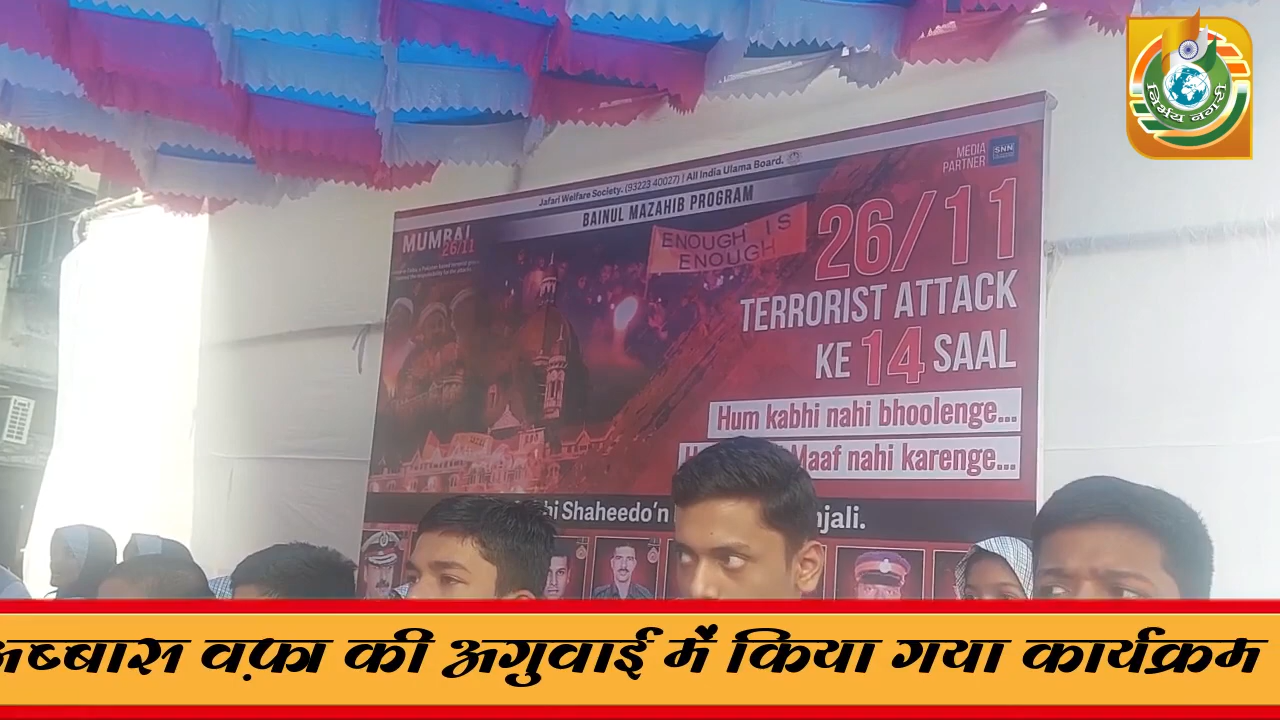 निर्भय नगरी
MEDIA PARTNER SNN
Jafari Welfare Society. (93223 40027) | All India Ulama Board.
BAINUL MAZAHIB PROGRAM
MUMBAI
26/11
ENOUGH IS
ENOUGH
26/11
TERRORIST ATTACK
KE 14 SAAL
Hum kabhi nahi bhoolenge...
Maaf nahi karenge...
Shaheedo'n
अब्बास वफ़ा की अगुवाई में किया गया कार्यक्रम